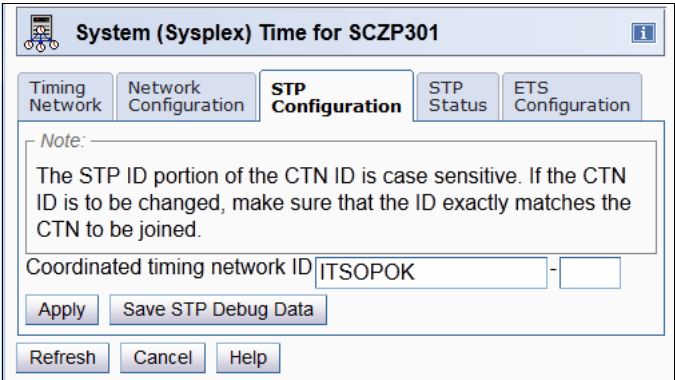 System (Sysplex) Time for SCZP301
i
Timing Network
Network Configuration
STP Configuration
STP Status
ETS Configuration
Note:
The STP ID portion of the CTN ID is case sensitive. If the CTN
ID is to be changed, make sure that the ID exactly matches the
CTN to be joined.
Coordinated timing network ID ITSOPOK -
Apply Save STP Debug Data
Refresh Cancel Help